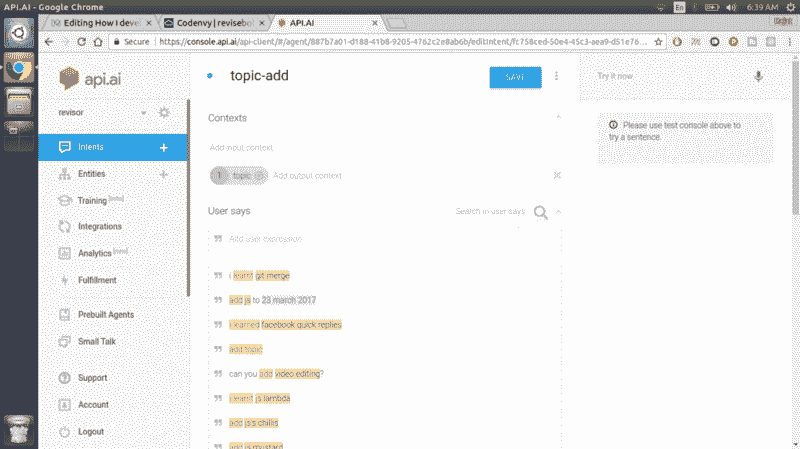 API.AI - Google Chrome
En
6:39 AM
Editing How I devel
Codenvy | revisebot
API.AI
Secure
https://console.api.ai/api-client/#/agent/887b7a01-d188-41b8-9205-4762c2e8ab6b/editIntent/fc758ced-50e4-45c3-aea9-d51e76...
api.ai
topic-add
SAVE
Try it now
revisor
Contexts
Please use test console above to
try a sentence.
Intents
Add input context
Entities
1 topic
Add output context
Training [beta]
User says
Search in user says
Integrations
Add user expression
Analytics [new]
Fulfillment
i learnt git merge
add js to 23 march 2017
Prebuilt Agents
i learned facebook quick replies
Small Talk
add topic
can you add video editing?
Support
i learnt js lambda
Account
add js's chillis
Logout
add js mustard